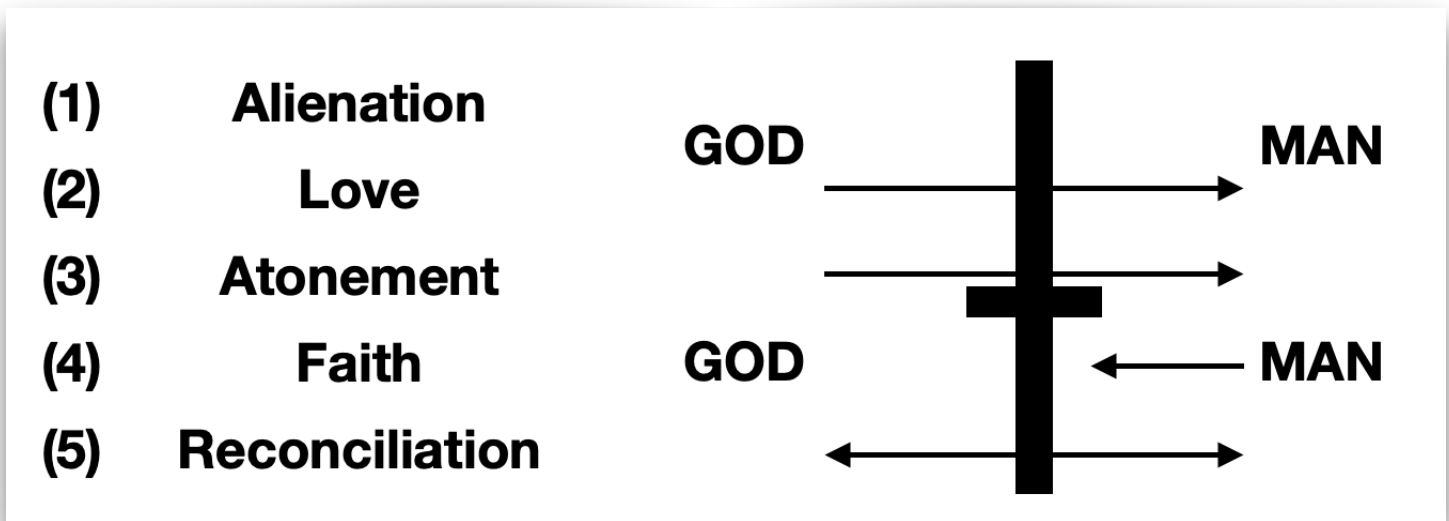 (1) Alienation
GOD MAN
(2) Love
(3) Atonement
(4) Faith GOD MAN
(5) Reconciliation